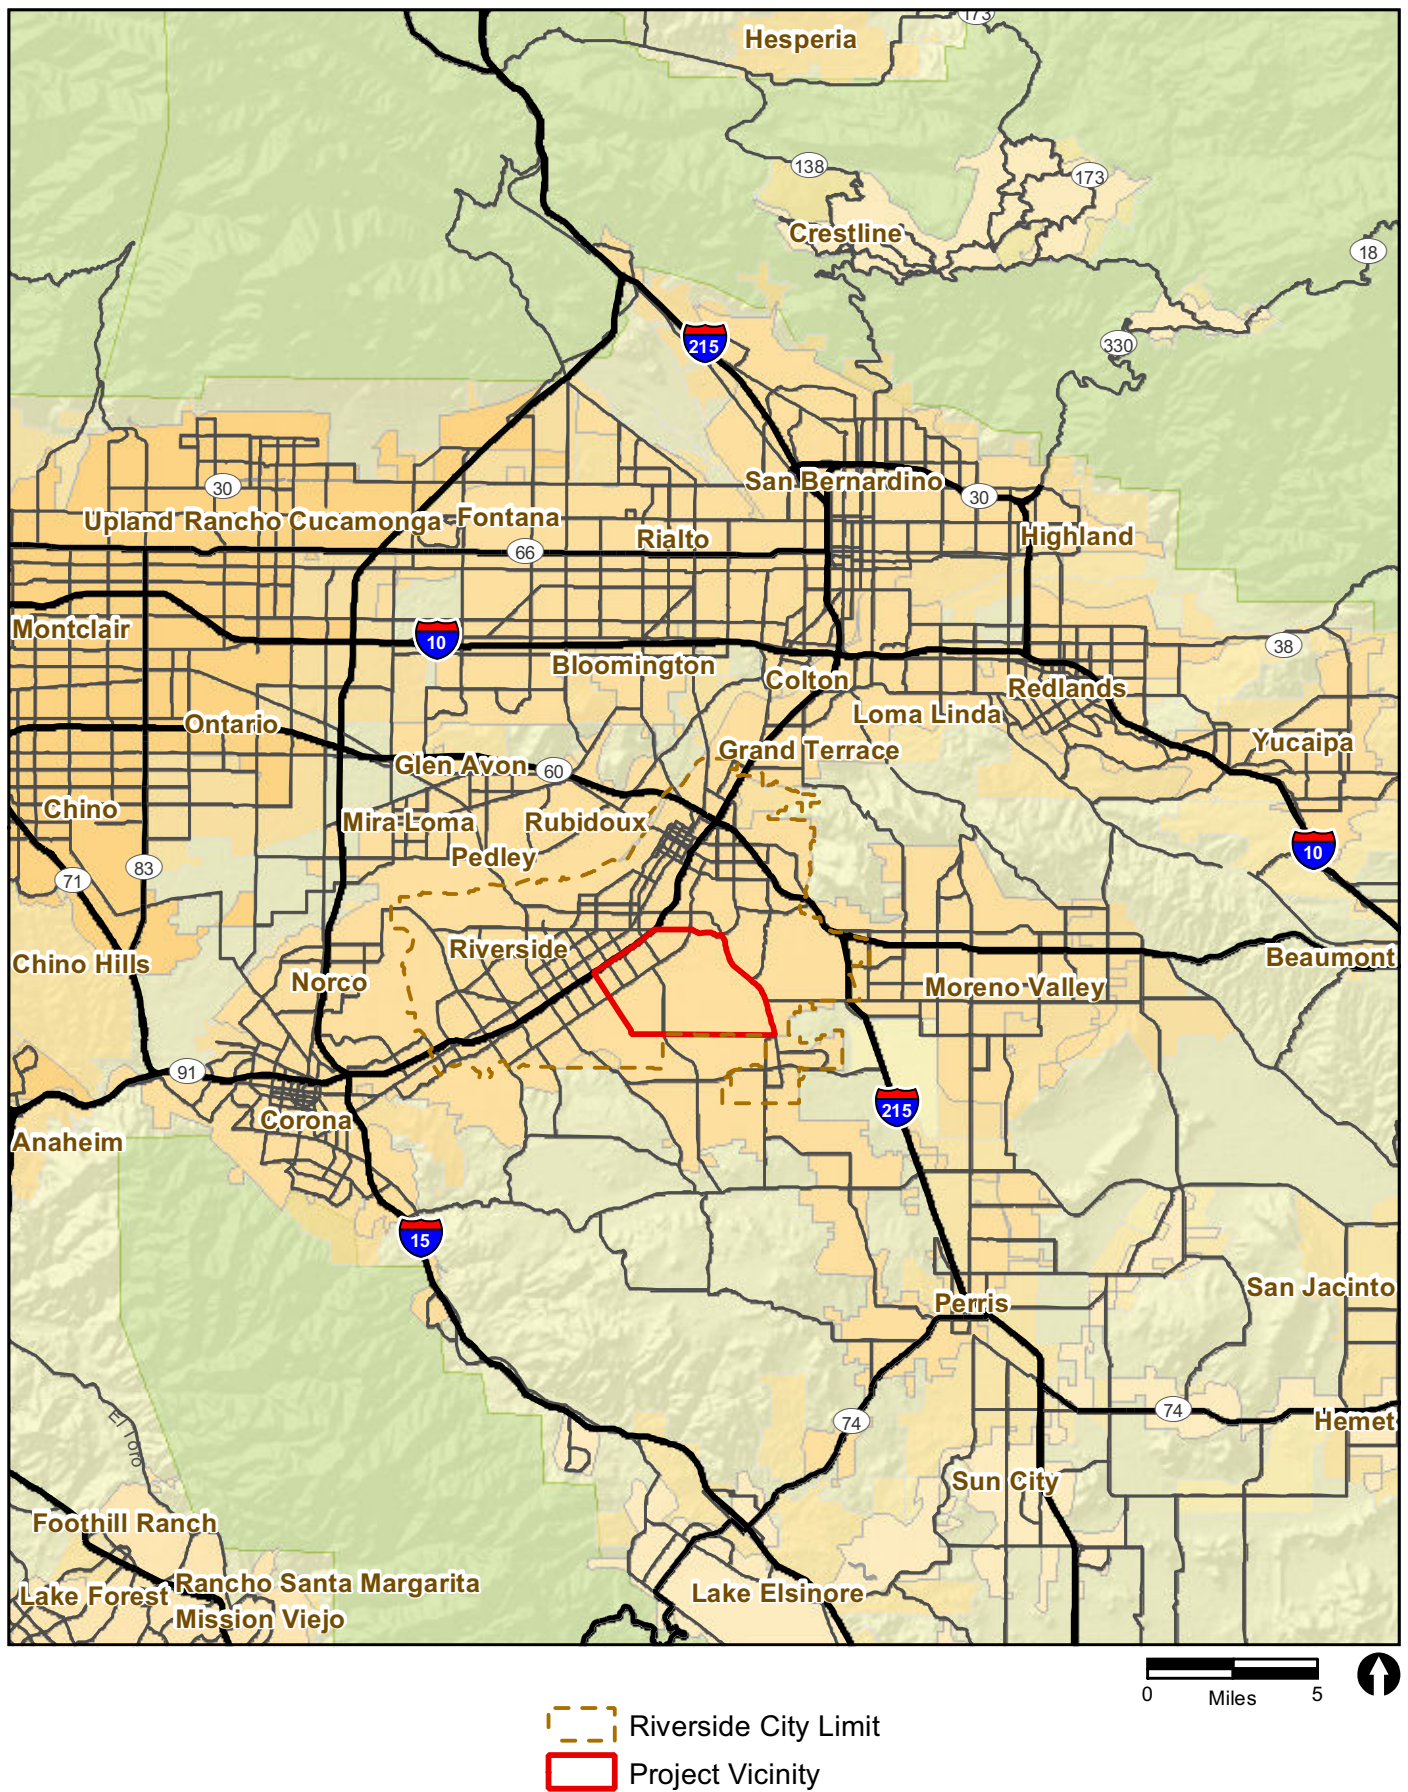 173
Hesperia
138
173
Crestline
18
215
330
30
San Bernardino
30
Upland Rancho Cucamonga Fontana
66
Rialto
Highland
Montclair
10
38
Bloomington
Colton
Redlands
Loma Linda
Ontario
Grand Terrace
Yucaipa
Glen Avon
60
Chino
Mira Loma
Rubidoux
Pedley
10
71
83
Riverside
Chino Hills
Norco
Beaumont
Moreno Valley
91
215
Corona
Anaheim
15
San Jacinto
Perris
74
74
Hemet
El Toro
Sun City
Foothill Ranch
Rancho Santa Margarita
Lake Forest
Lake Elsinore
Mission Viejo
0 Miles 5
Riverside City Limit
Project Vicinity